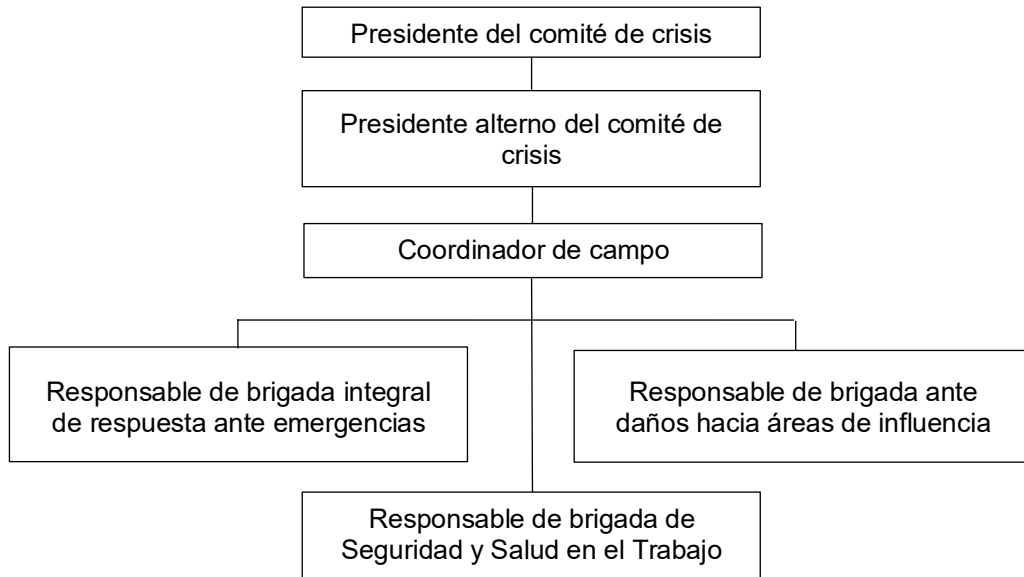 Presidente del comité de crisis
Presidente alterno del comité de
crisis
Coordinador de campo
Responsable de brigada integral
de respuesta ante emergencias
Responsable de brigada ante
daños hacia áreas de influencia
Responsable de brigada de
Seguridad y Salud en el Trabajo